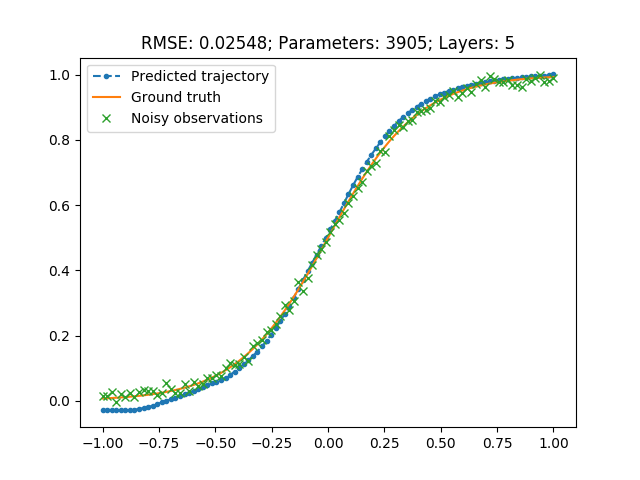 RMSE: 0.02548; Parameters: 3905; Layers: 5
Predicted trajectory
Ground truth
Noisy observations
1.0
0.8
0.6
0.4
0.2
0.0
−1.00 −0.75 −0.50 −0.25 0.00 0.25 0.50 0.75 1.00